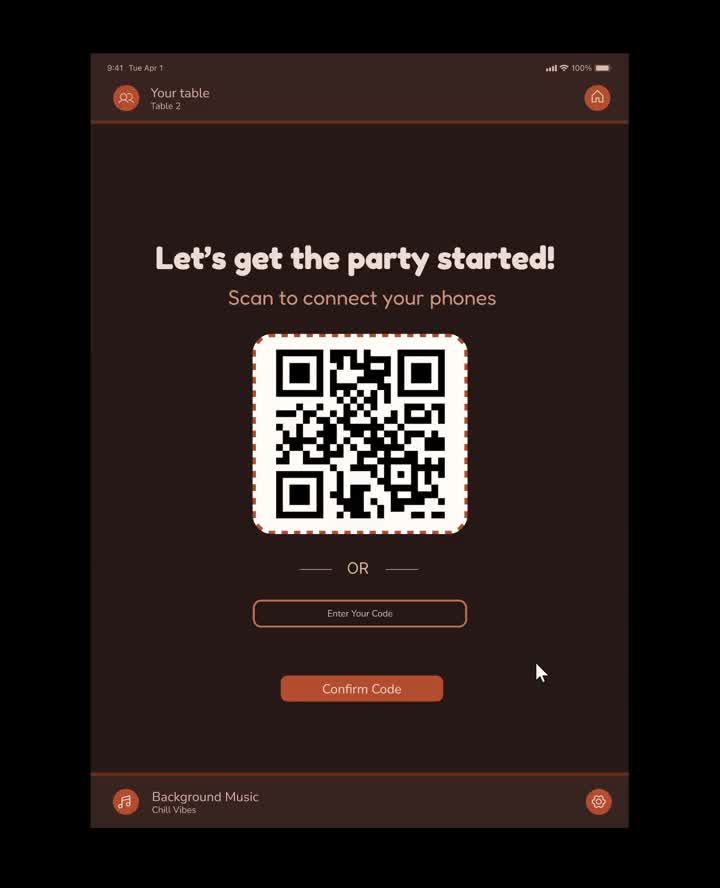 9:41 Tue Apr 1
100%
Your table
Table 2
Let's get the party started!
Scan to connect your phones
OR
Enter Your Code
Confirm Code
Background Music
Chill Vibes